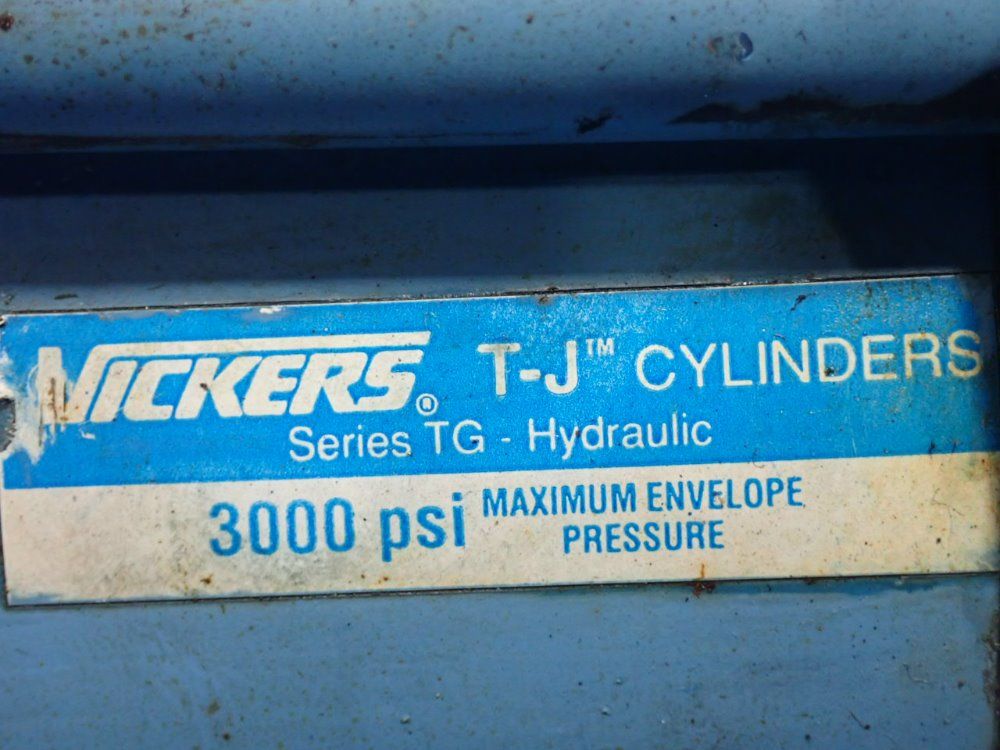 VICKERS® T-J™ CYLINDERS
Series TG - Hydraulic
3000 psi MAXIMUM ENVELOPE
PRESSURE